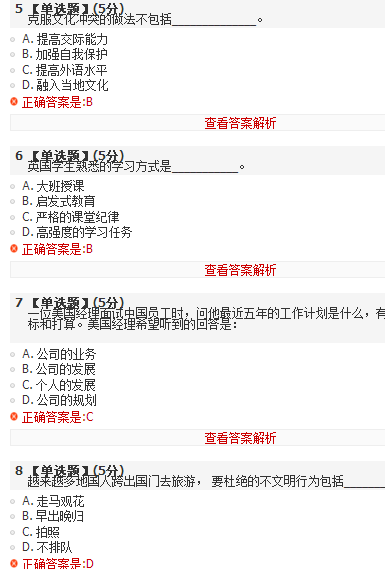 5 【单选题】(5分)
克服文化冲突的做法不包括______________。
A. 提高交际能力
B. 加强自我保护
C. 提高外语水平
D. 融入当地文化
正确答案是:B
查看答案解析
6 【单选题】(5分)
英国学生熟悉的学习方式是___________。
A. 大班授课
B. 启发式教育
C. 严格的课堂纪律
D. 高强度的学习任务
正确答案是:B
查看答案解析
7 【单选题】(5分)
一位美国经理面试中国员工时，问他最近五年的工作计划是什么，有
标和打算。美国经理希望听到的回答是：
A. 公司的业务
B. 公司的发展
C. 个人的发展
D. 公司的规划
正确答案是:C
查看答案解析
8 【单选题】(5分)
越来越多地国人跨出国门去旅游， 要杜绝的不文明行为包括_______
A. 走马观花
B. 早出晚归
C. 拍照
D. 不排队
正确答案是:D